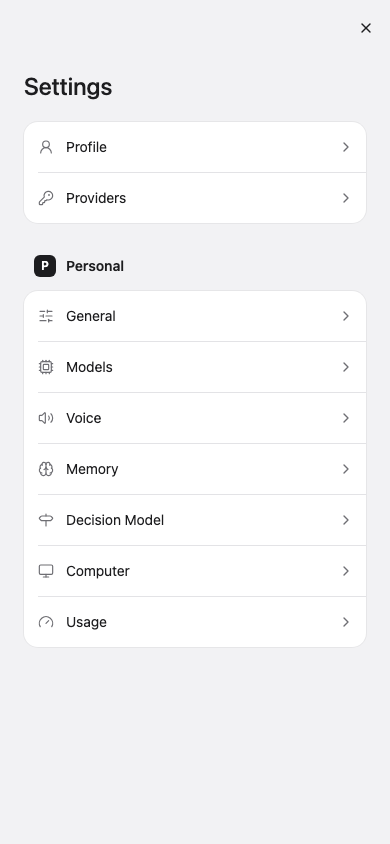 Settings
Profile
Providers
P Personal
General
Models
Voice
Memory
Decision Model
Computer
Usage